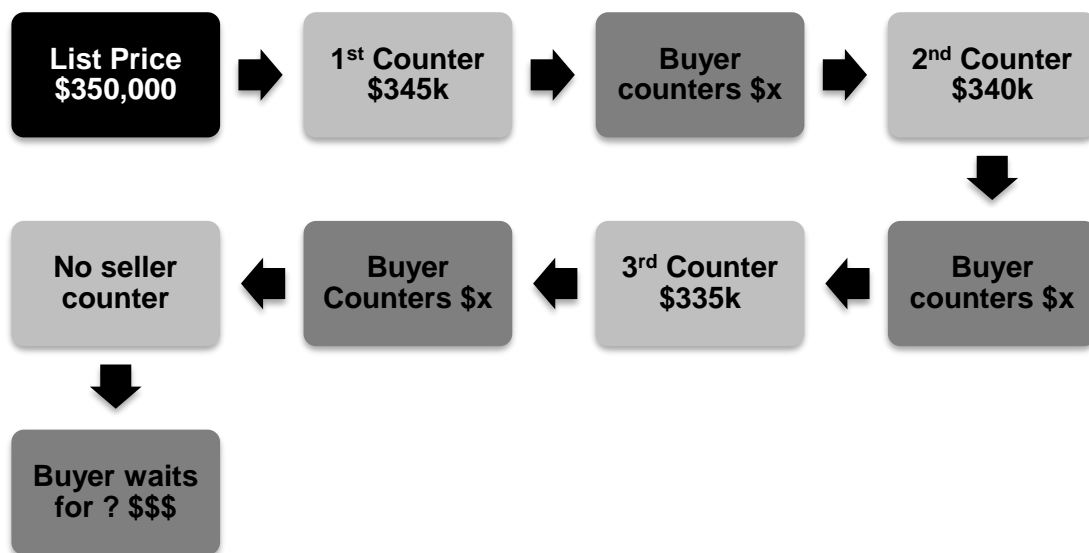 List Price
$350,000
1st Counter
$345k
Buyer
counters $x
2nd Counter
$340k
Buyer
counters $x
3rd Counter
$335k
Buyer
Counters $x
No seller
counter
Buyer waits
for ? $$$